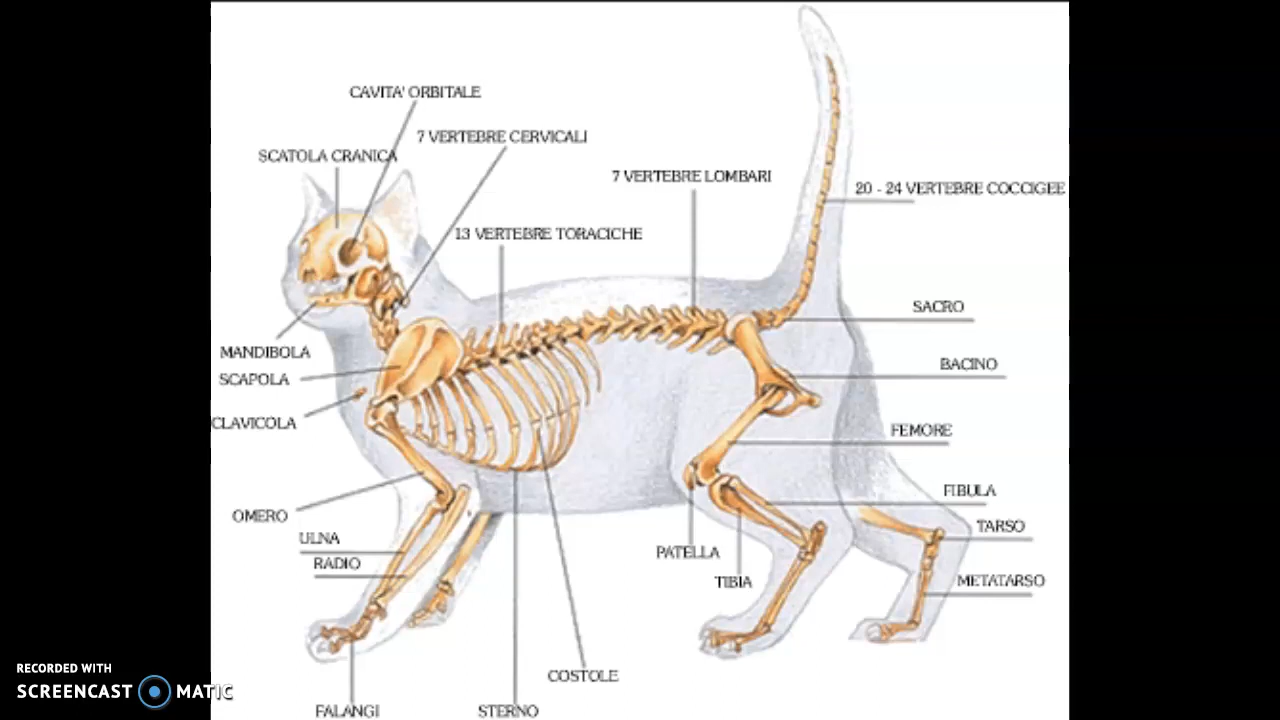 CAVITA' ORBITALE
7 VERTEBRE CERVICALI
SCATOLA CRANICA
7 VERTEBRE LOMBARI
20 - 24 VERTEBRE COCCIGEE
13 VERTEBRE TORACICHE
SACRO
MANDIBOLA
BACINO
SCAPOLA
CLAVICOLA
FEMORE
FIBULA
OMERO
TARSO
ULNA
PATELLA
RADIO
TIBIA
METATARSO
COSTOLE
FALANGI
STERNO
RECORDED WITH
SCREENCAST MATIC